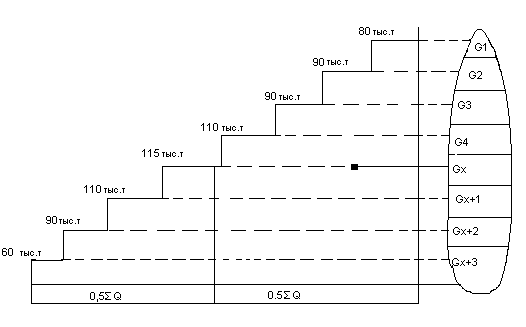 80 тыс.т
G1
90 тыс.т
G2
90 тыс.т
G3
110 тыс.т
G4
115 тыс.т
Gx
110 тыс.т
Gx+1
90тыс.т
Gx+2
60 тыс.т
Gx+3
0,5Σ Q
0.5Σ Q